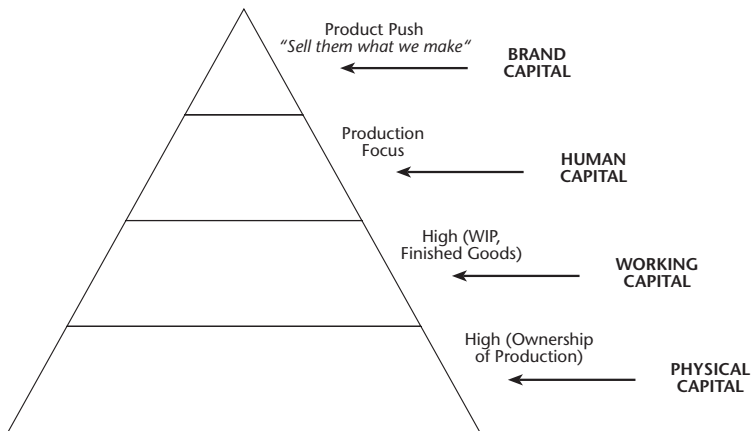 Product Push
“Sell them what we make“
BRAND
CAPITAL
Production
Focus
HUMAN
CAPITAL
High (WIP,
Finished Goods)
WORKING
CAPITAL
High (Ownership
of Production)
PHYSICAL
CAPITAL